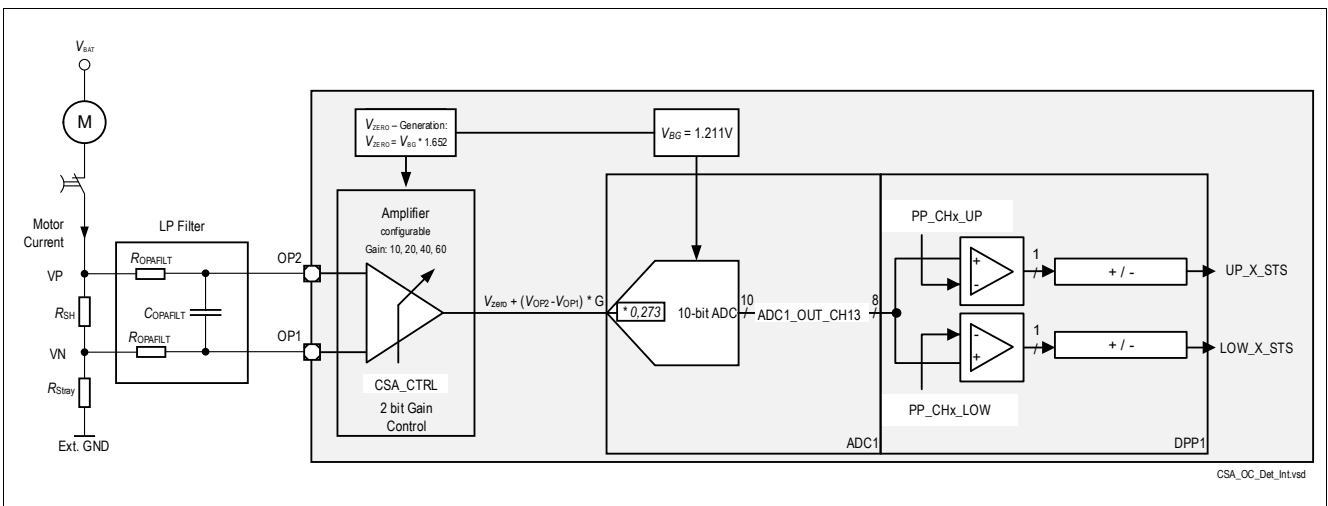 VBAT
M
Motor
Current
VP
RSH
VN
RStray
Ext. GND
LP Filter
ROPAFILT
COPAFILT
ROPAFILT
OP2
OP1
VZERO – Generation:
VZERO = VBG * 1.652
VBG = 1.211V
Amplifier
configurable
Gain: 10, 20, 40, 60
CSA_CTRL
2 bit Gain
Control
Vzero + (VOP2-VOP1) * G
* 0,273
10-bit ADC
10
ADC1_OUT_CH13
8
ADC1
PP_CHx_UP
+
-
1
+ / -
UP_X_STS
-
+
1
+ / -
LOW_X_STS
PP_CHx_LOW
DPP1
CSA_OC_Det_Int.vsd